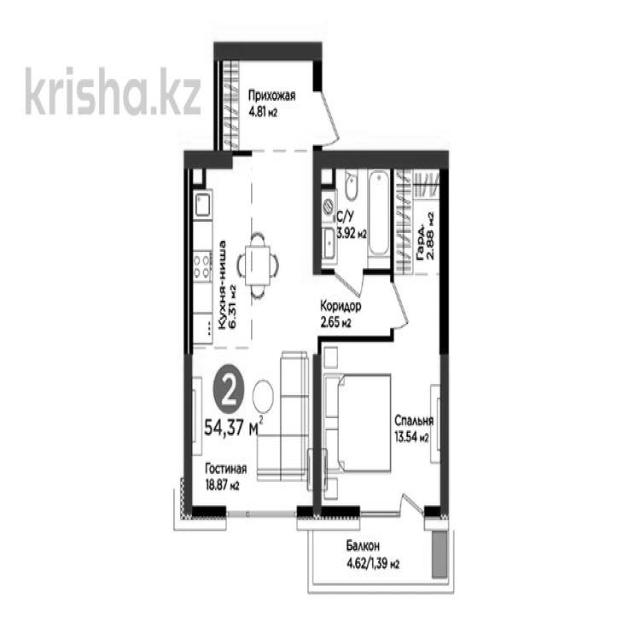 krisha.kz
Прихожая
4.81 м2
С/У
3.92 м2
Гард.
2.88 м2
Кухня-ниша
6.31 м2
Коридор
2.65 м2
2
54,37 м2
Гостиная
18.87 м2
Спальня
13.54 м2
Балкон
4.62/1,39 м2